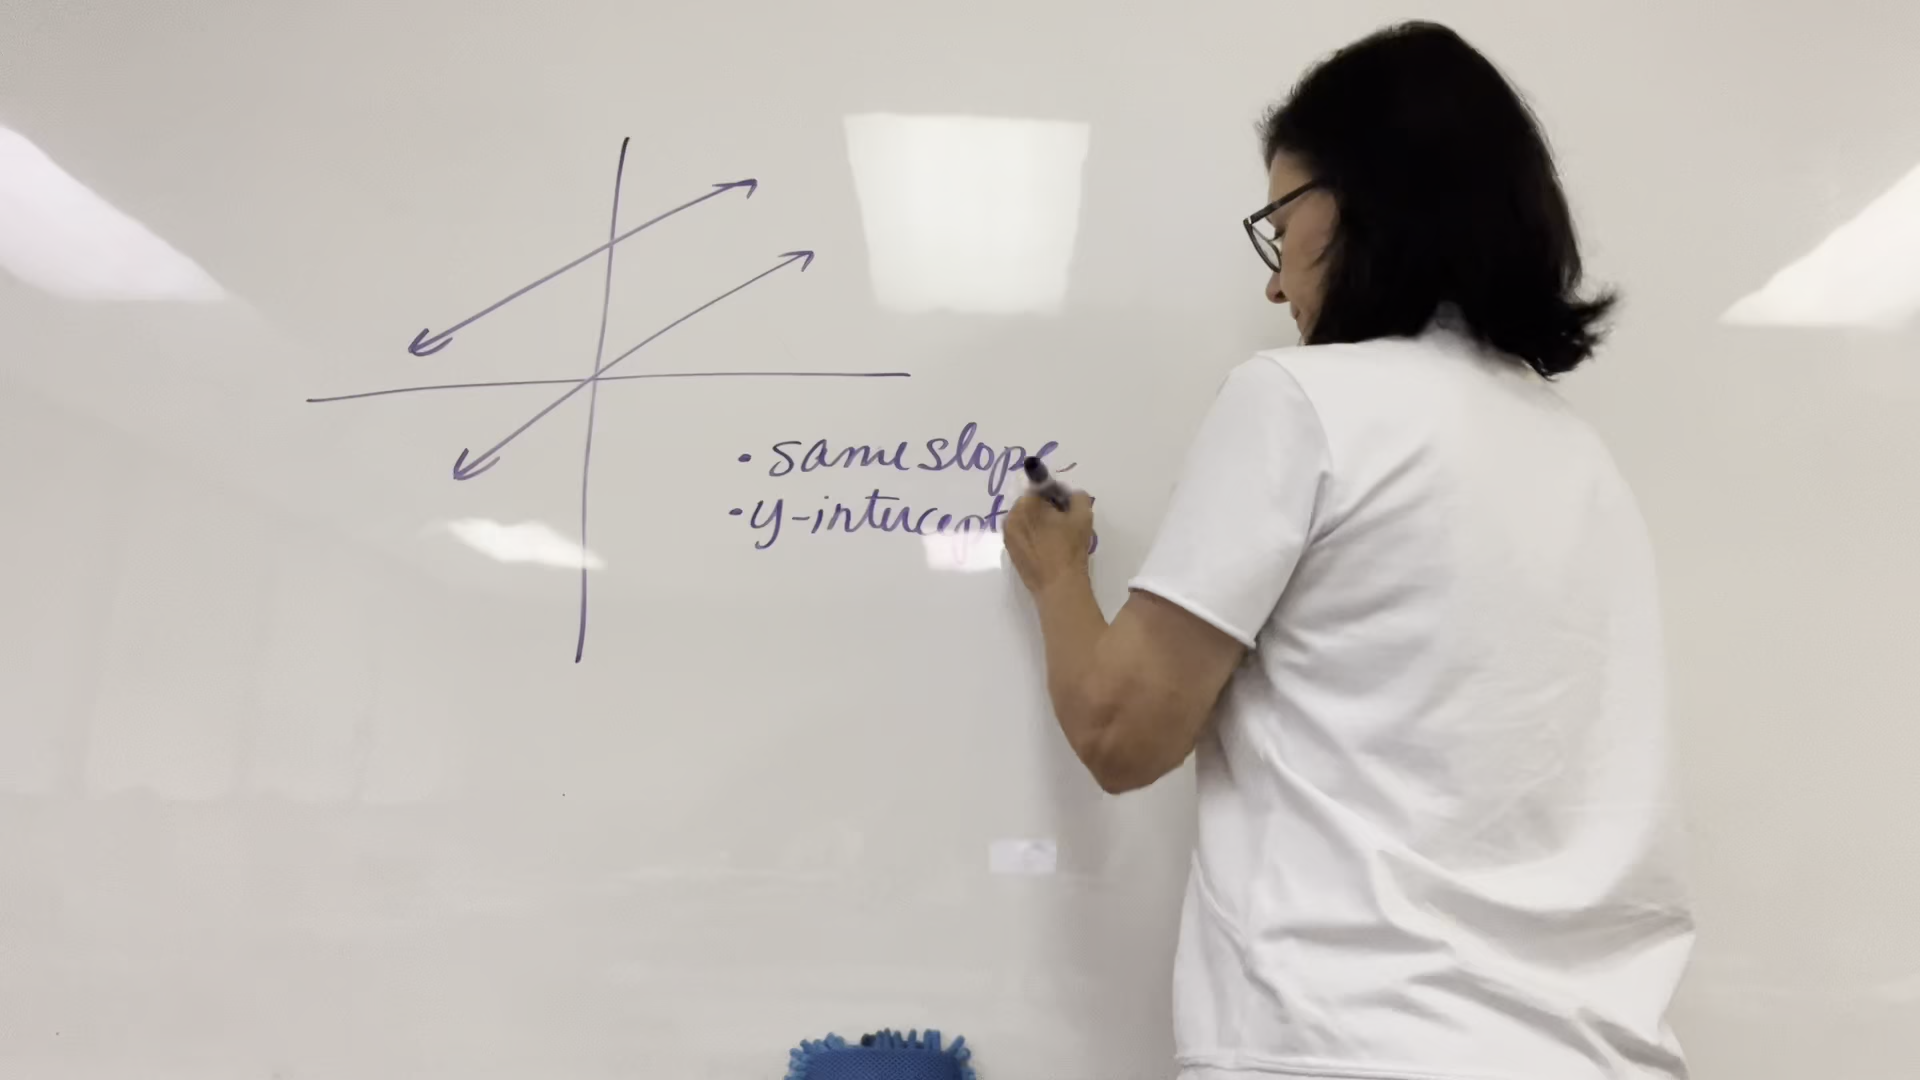 • same slope
• y-intercept